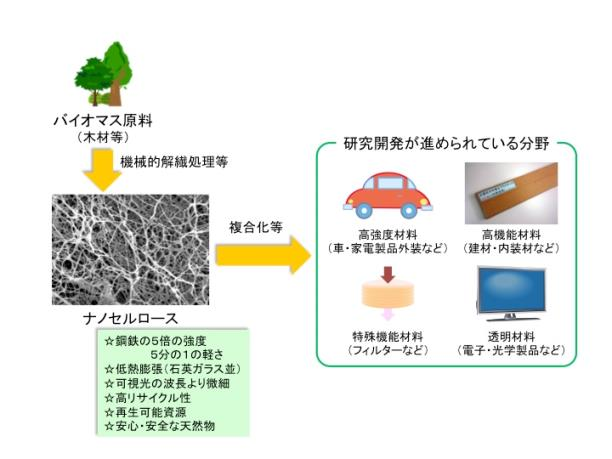 バイオマス原料
（木材等）
機械的解繊処理等
ナノセルロース
☆鋼鉄の５倍の強度
５分の１の軽さ
☆低熱膨張（石英ガラス並）
☆可視光の波長より微細
☆高リサイクル性
☆再生可能資源
☆安心・安全な天然物
複合化等
研究開発が進められている分野
高強度材料
（車・家電製品外装など）
高機能材料
（建材・内装材など）
特殊機能材料
（フィルターなど）
透明材料
（電子・光学製品など）